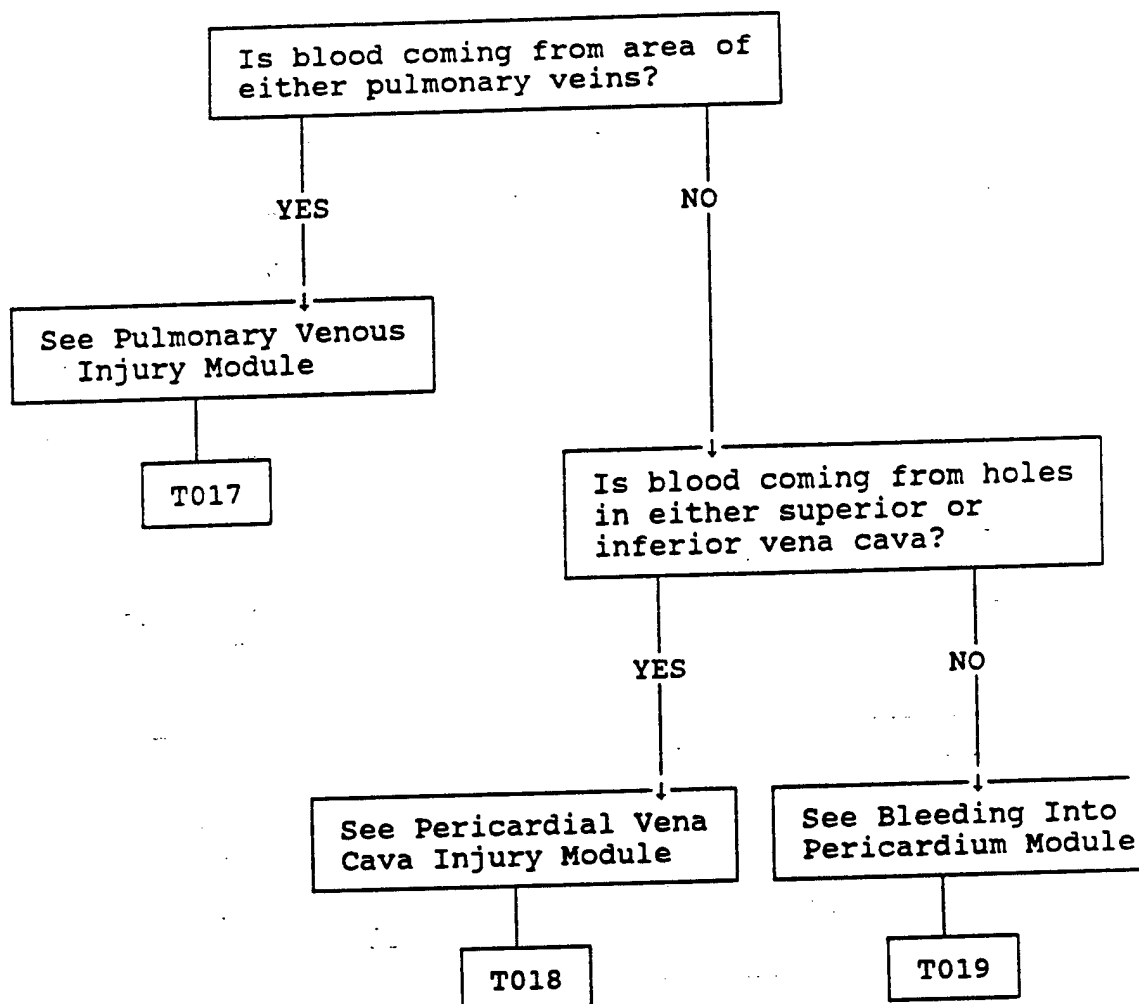 Is blood coming from area of
either pulmonary veins?
YES
NO
See Pulmonary Venous
Injury Module
T017
Is blood coming from holes
in either superior or
inferior vena cava?
YES
NO
See Pericardial Vena
Cava Injury Module
See Bleeding Into
Pericardium Module
T018
T019